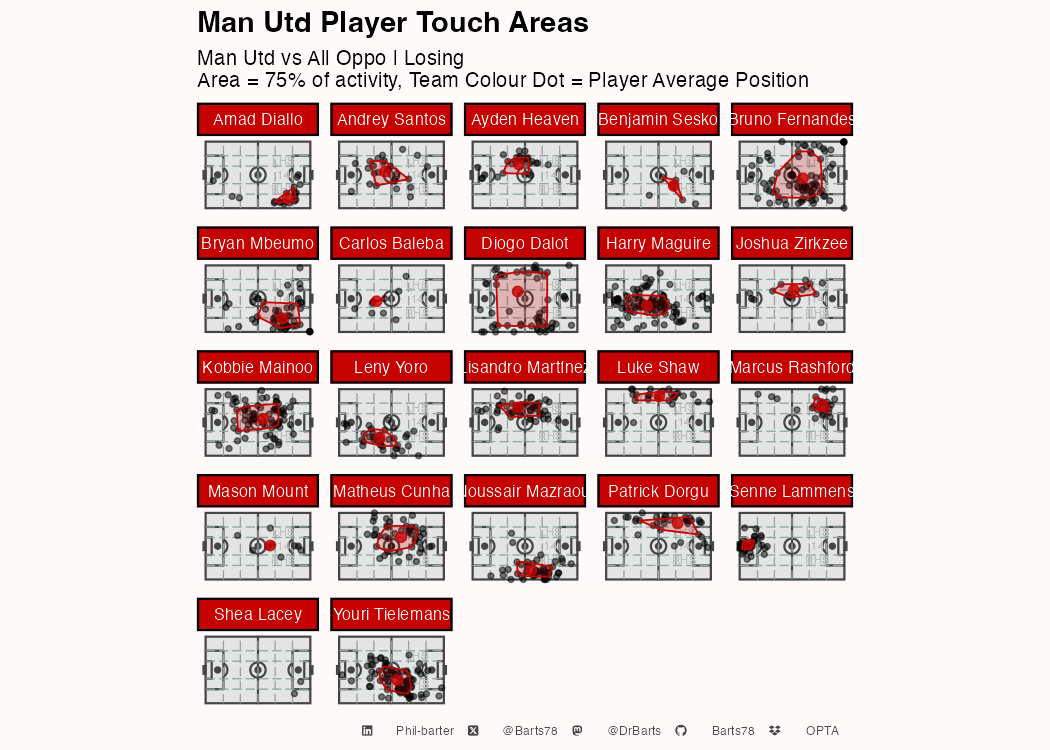 Man Utd Player Touch Areas
Man Utd vs All Oppo | Losing
Area = 75% of activity, Team Colour Dot = Player Average Position
Amad Diallo Andrey Santos Ayden Heaven Benjamin Sesko Bruno Fernandes
Bryan Mbeumo Carlos Baleba Diogo Dalot Harry Maguire Joshua Zirkzee
Kobbie Mainoo Leny Yoro Lisandro Martínez Luke Shaw Marcus Rashford
Mason Mount Matheus Cunha Noussair Mazraoui Patrick Dorgu Senne Lammens
Shea Lacey Youri Tielemans
Phil-barter @Barts78 @DrBarts Barts78 OPTA